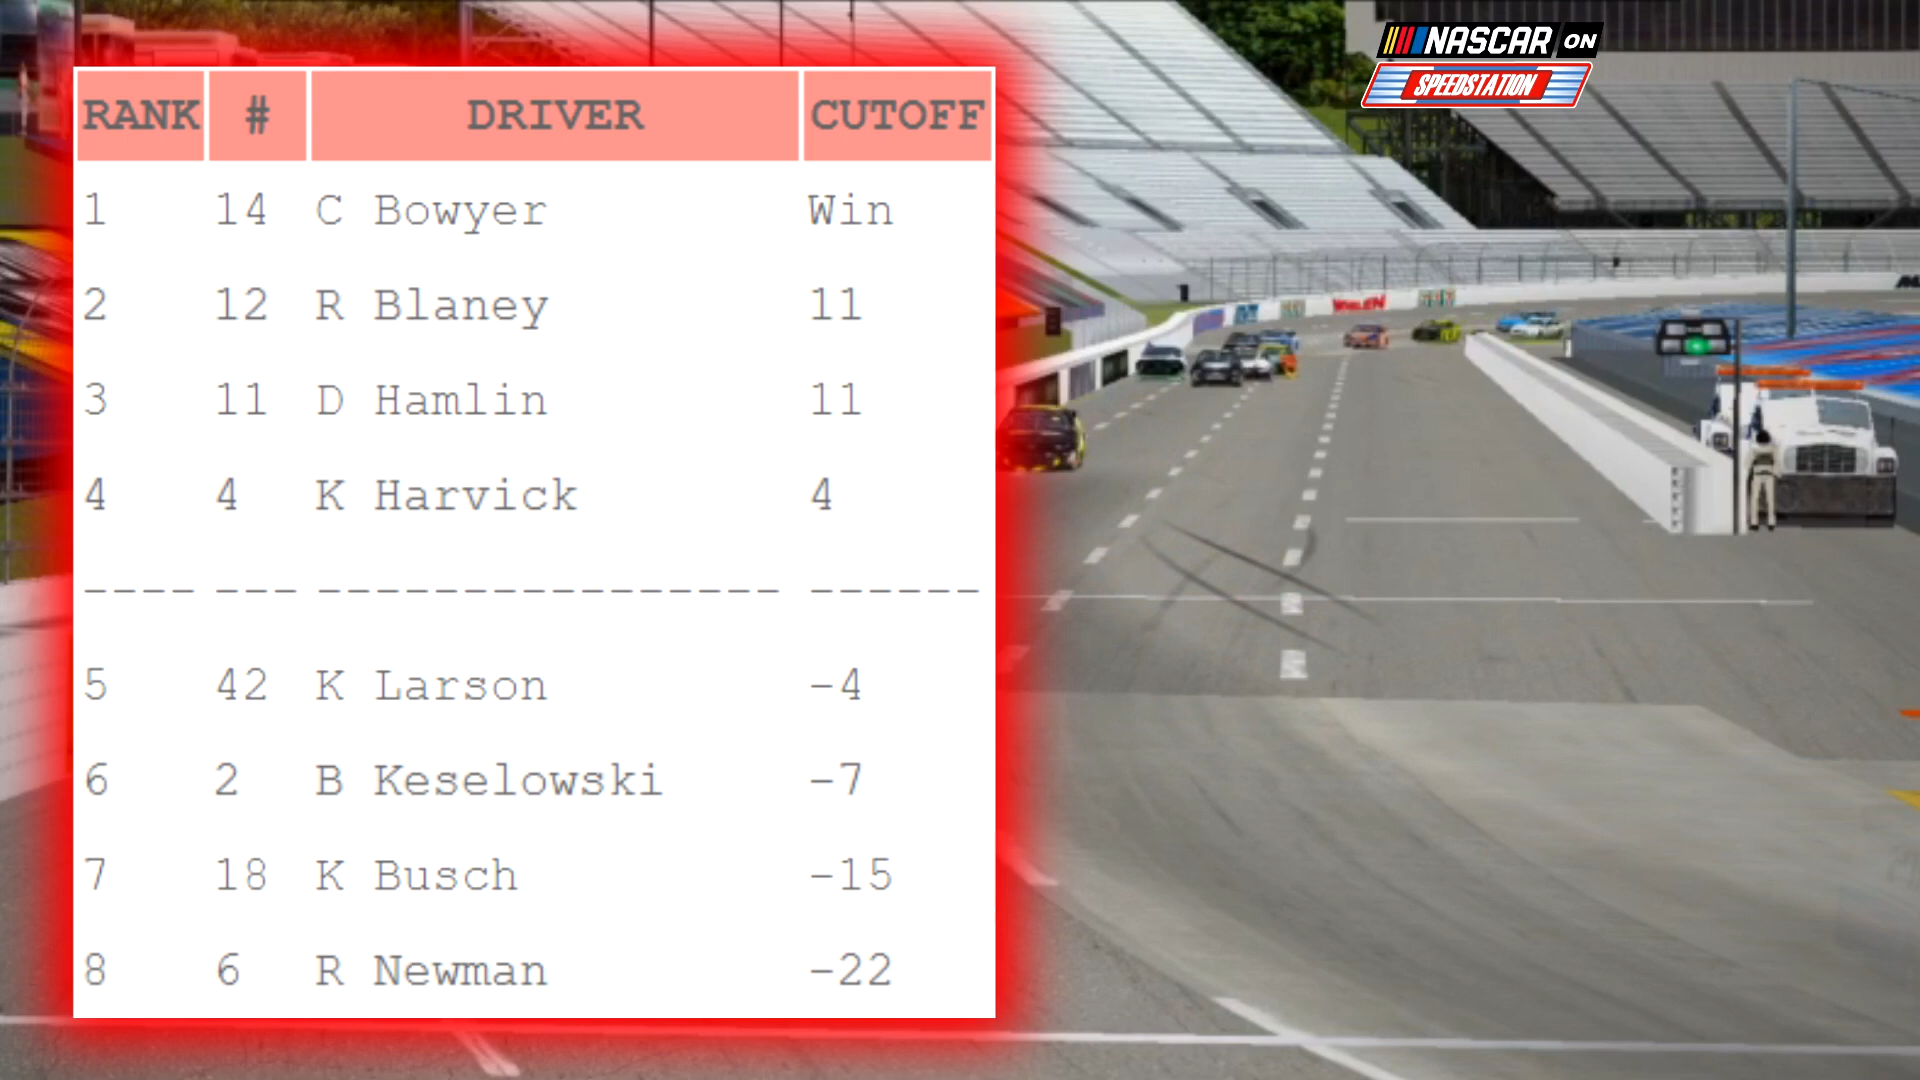 NASCAR ON
SPEEDSTATION
RANK # DRIVER CUTOFF
1 14 C Bowyer Win
2 12 R Blaney 11
3 11 D Hamlin 11
4 4 K Harvick 4
---- --- ---------------- ------
5 42 K Larson -4
6 2 B Keselowski -7
7 18 K Busch -15
8 6 R Newman -22
WHELEN